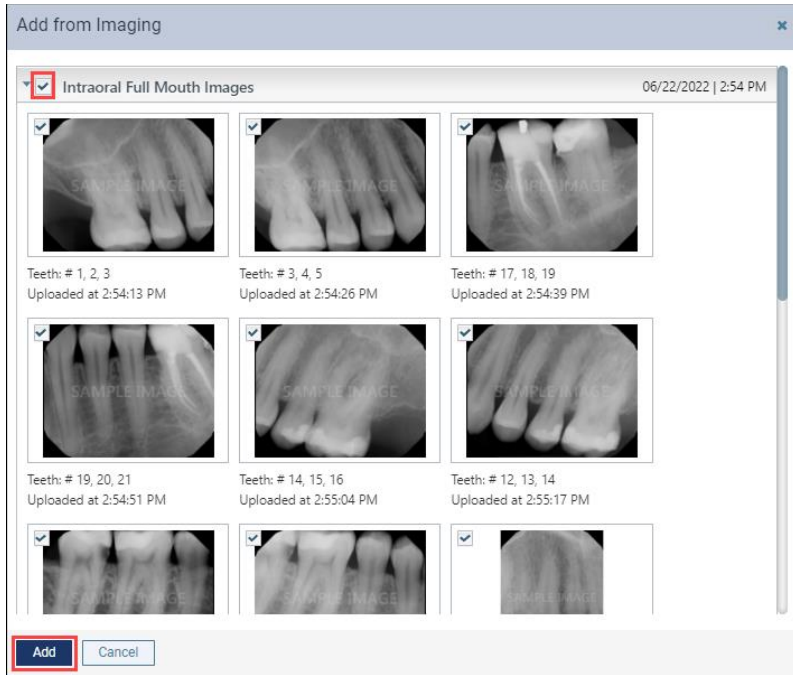 Add from Imaging
Intraoral Full Mouth Images 06/22/2022 | 2:54 PM
SAMPLE IMAGE SAMPLE IMAGE SAMPLE IMAGE
Teeth: # 1, 2, 3 Teeth: # 3, 4, 5 Teeth: # 17, 18, 19
Uploaded at 2:54:13 PM Uploaded at 2:54:26 PM Uploaded at 2:54:39 PM
SAMPLE IMAGE SAMPLE IMAGE SAMPLE IMAGE
Teeth: # 19, 20, 21 Teeth: # 14, 15, 16 Teeth: # 12, 13, 14
Uploaded at 2:54:51 PM Uploaded at 2:55:04 PM Uploaded at 2:55:17 PM
SAMPLE IMAGE SAMPLE IMAGE SAMPLE IMAGE
Add Cancel